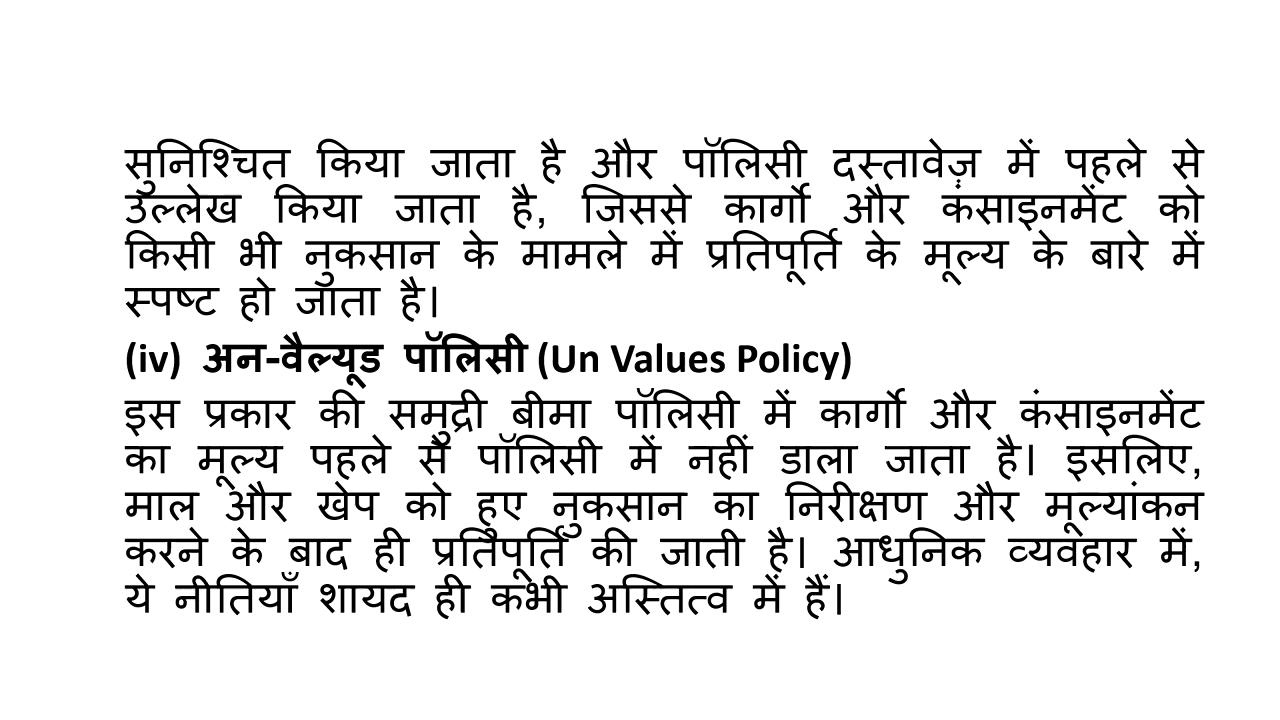 सुनिश्चित किया जाता है और पॉलिसी दस्तावेज़ में पहले से
उल्लेख किया जाता है, जिससे कार्गो और कंसाइनमेंट को
किसी भी नुकसान के मामले में प्रतिपूर्ति के मूल्य के बारे में
स्पष्ट हो जाता है।
(iv) अन-वैल्यूड पॉलिसी (Un Values Policy)
इस प्रकार की समुद्री बीमा पॉलिसी में कार्गो और कंसाइनमेंट
का मूल्य पहले से पॉलिसी में नहीं डाला जाता है। इसलिए,
माल और खेप को हुए नुकसान का निरीक्षण और मूल्यांकन
करने के बाद ही प्रतिपूर्ति की जाती है। आधुनिक व्यवहार में,
ये नीतियाँ शायद ही कभी अस्तित्व में हैं।